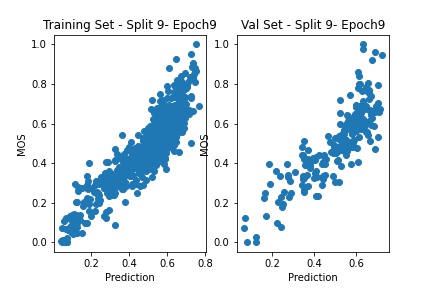 Training Set - Split 9- Epoch9
Val Set - Split 9- Epoch9
1.0
0.8
0.6
0.4
0.2
0.0
MOS
0.2 0.4 0.6 0.8
Prediction
1.0
0.8
0.6
0.4
0.2
0.0
MOS
0.2 0.4 0.6
Prediction